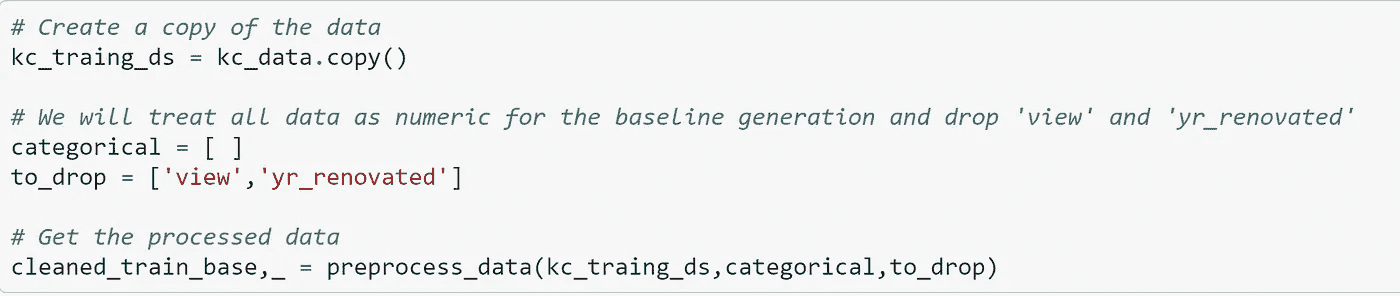 # Create a copy of the data
kc_traing_ds = kc_data.copy()
# We will treat all data as numeric for the baseline generation and drop 'view' and 'yr_renovated'
categorical = [ ]
to_drop = ['view','yr_renovated']
# Get the processed data
cleaned_train_base,_ = preprocess_data(kc_traing_ds,categorical,to_drop)